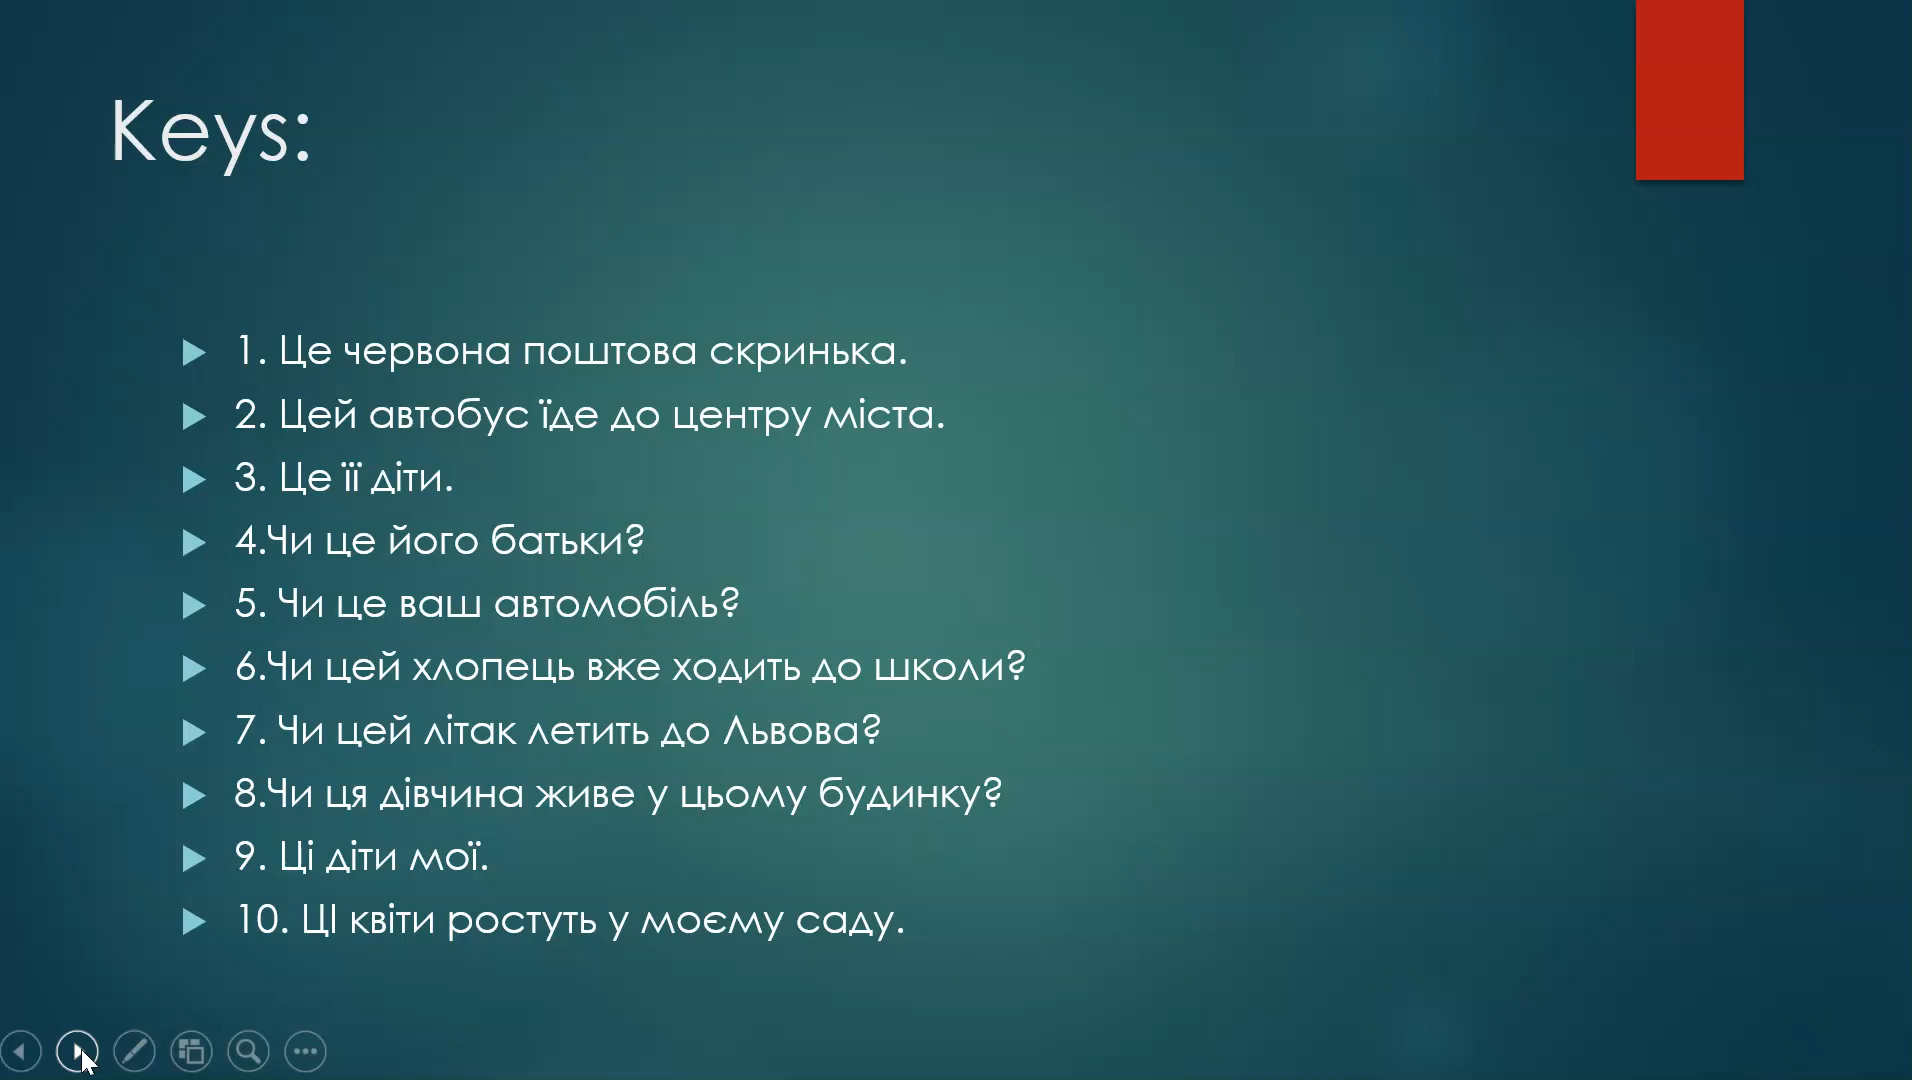 Keys:
1. Це червона поштова скринька.
2. Цей автобус їде до центру міста.
3. Це її діти.
4.Чи це його батьки?
5. Чи це ваш автомобіль?
6.Чи цей хлопець вже ходить до школи?
7. Чи цей літак летить до Львова?
8.Чи ця дівчина живе у цьому будинку?
9. Ці діти мої.
10. ЦІ квіти ростуть у моєму саду.